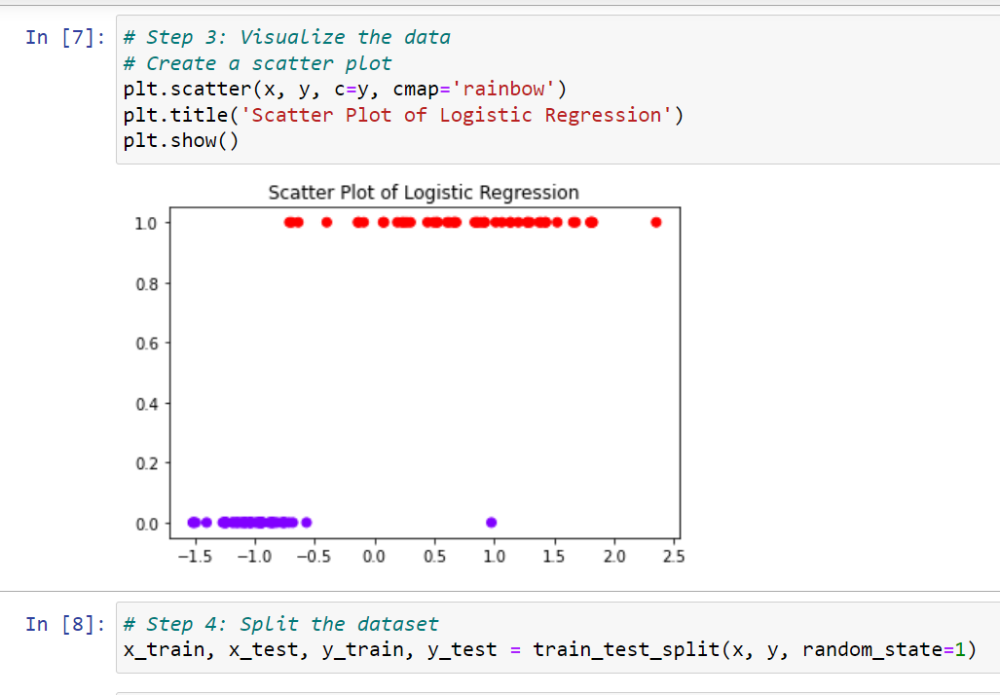 In [7]:
# Step 3: Visualize the data
# Create a scatter plot
plt.scatter(x, y, c=y, cmap='rainbow')
plt.title('Scatter Plot of Logistic Regression')
plt.show()
Scatter Plot of Logistic Regression
1.0
0.8
0.6
0.4
0.2
0.0
−1.5 −1.0 −0.5 0.0 0.5 1.0 1.5 2.0 2.5
In [8]:
# Step 4: Split the dataset
x_train, x_test, y_train, y_test = train_test_split(x, y, random_state=1)